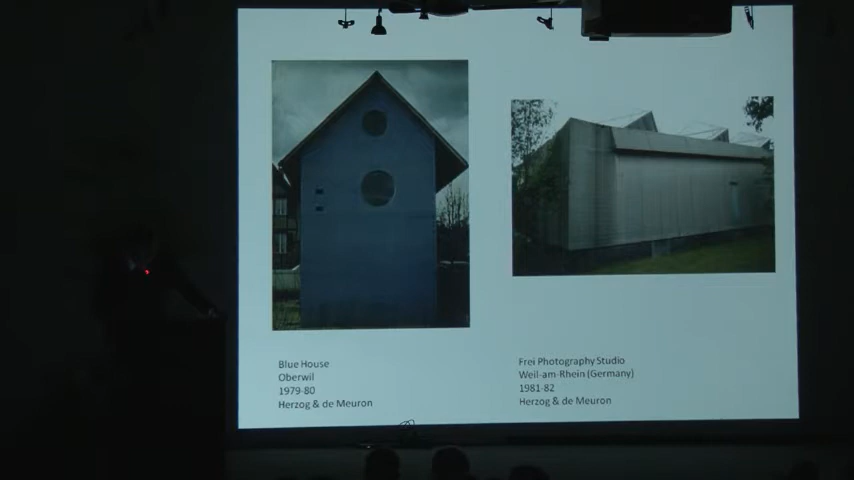 Blue House
Oberwil
1979-80
Herzog & de Meuron
Frei Photography Studio
Weil-am-Rhein (Germany)
1981-82
Herzog & de Meuron